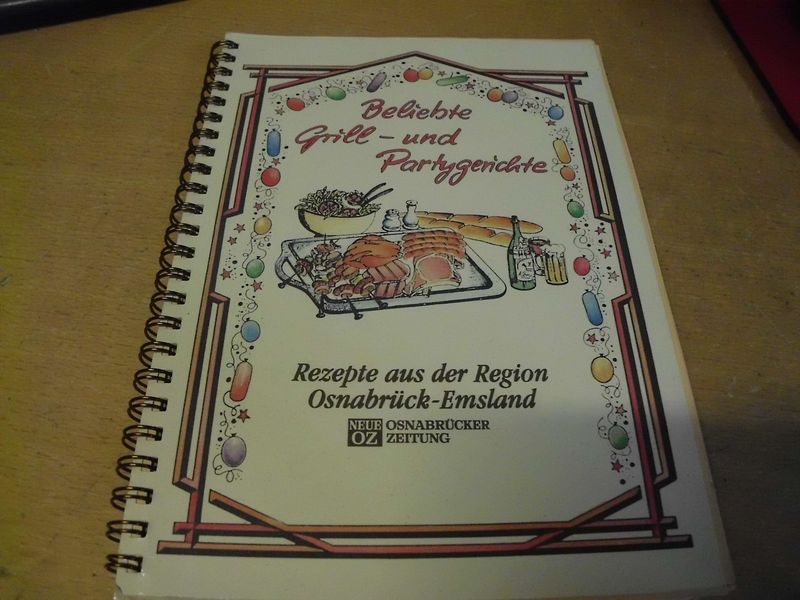 Beliebte
Grill - und
Partygerichte
Rezepte aus der Region
Osnabrück-Emsland
NEUE OZ OSNABRÜCKER
ZEITUNG